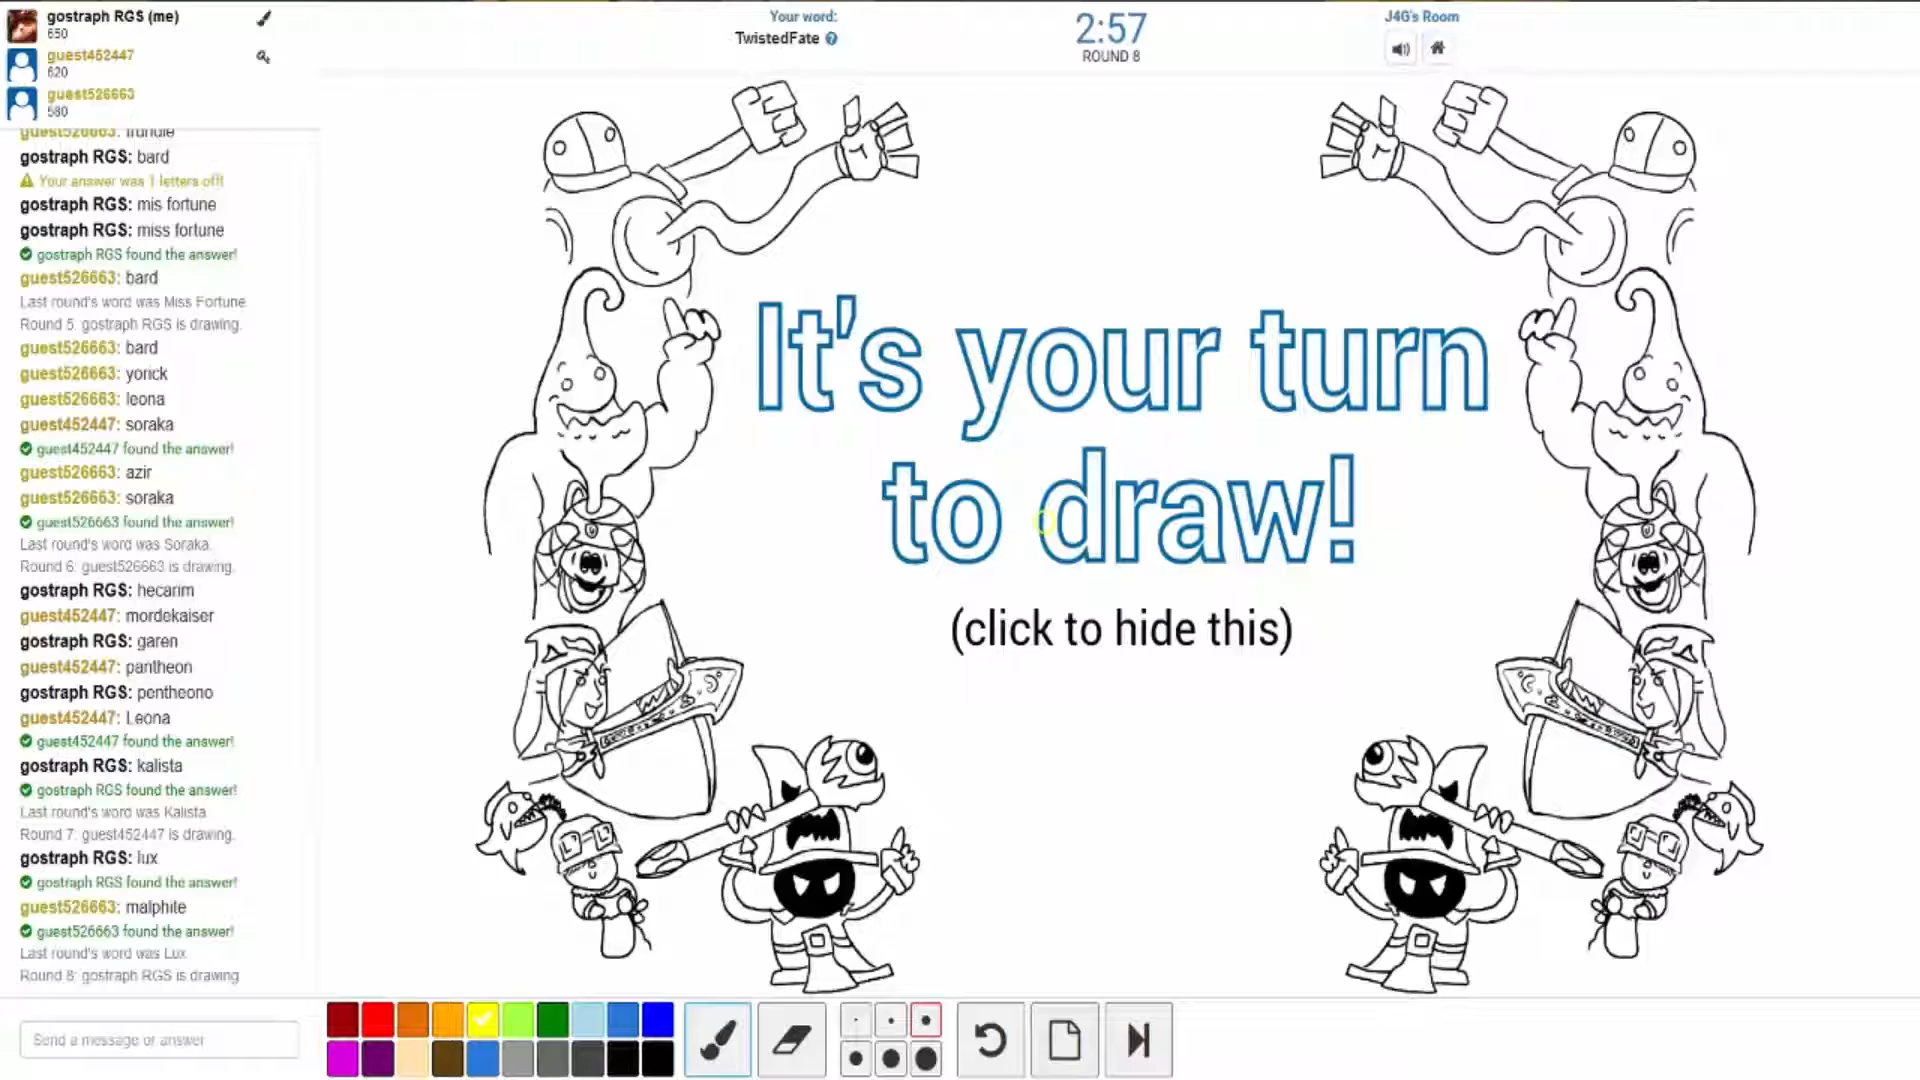 gostraph RGS (me)
650
guest452447
620
guest526663
580
Your word:
TwistedFate
2:57
ROUND 8
J4G's Room
guest526663: trundle
gostraph RGS: bard
Your answer was 1 letters off!
gostraph RGS: mis fortune
gostraph RGS: miss fortune
gostraph RGS found the answer!
guest526663: bard
Last round's word was Miss Fortune.
Round 5: gostraph RGS is drawing.
guest526663: bard
guest526663: yorick
guest526663: leona
guest452447: soraka
guest452447 found the answer!
guest526663: azir
guest526663: soraka
guest526663 found the answer!
Last round's word was Soraka.
Round 6: guest526663 is drawing.
gostraph RGS: hecarim
guest452447: mordekaiser
gostraph RGS: garen
guest452447: pantheon
gostraph RGS: pentheono
guest452447: Leona
guest452447 found the answer!
gostraph RGS: kalista
gostraph RGS found the answer!
Last round's word was Kalista.
Round 7: guest452447 is drawing.
gostraph RGS: lux
gostraph RGS found the answer!
guest526663: malphite
guest526663 found the answer!
Last round's word was Lux.
Round 8: gostraph RGS is drawing
Send a message or answer
It's your turn
to draw!
(click to hide this)